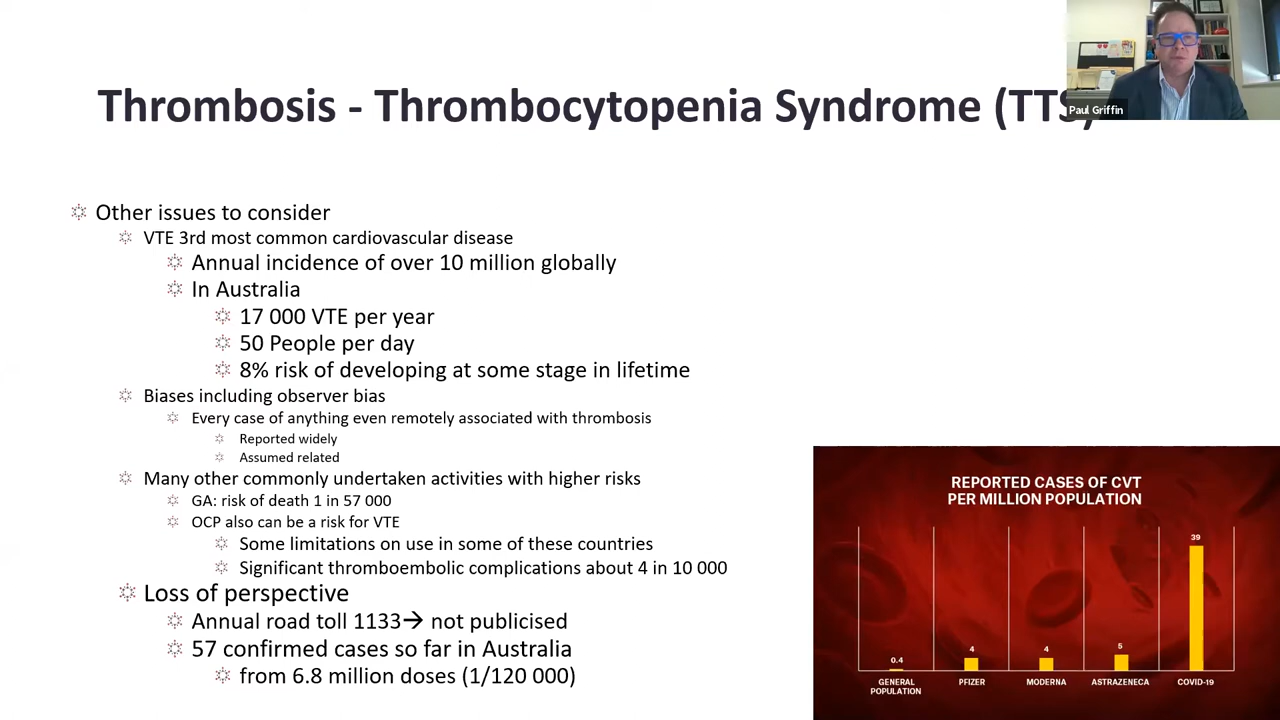 Thrombosis - Thrombocytopenia Syndrome (TTS)
Paul Griffin
Other issues to consider
VTE 3rd most common cardiovascular disease
Annual incidence of over 10 million globally
In Australia
17 000 VTE per year
50 People per day
8% risk of developing at some stage in lifetime
Biases including observer bias
Every case of anything even remotely associated with thrombosis
Reported widely
Assumed related
Many other commonly undertaken activities with higher risks
GA: risk of death 1 in 57 000
OCP also can be a risk for VTE
Some limitations on use in some of these countries
Significant thromboembolic complications about 4 in 10 000
Loss of perspective
Annual road toll 1133→ not publicised
57 confirmed cases so far in Australia
from 6.8 million doses (1/120 000)
REPORTED CASES OF CVT
PER MILLION POPULATION
0.4
4
4
5
39
GENERAL
POPULATION
PFIZER
MODERNA
ASTRAZENECA
COVID-19